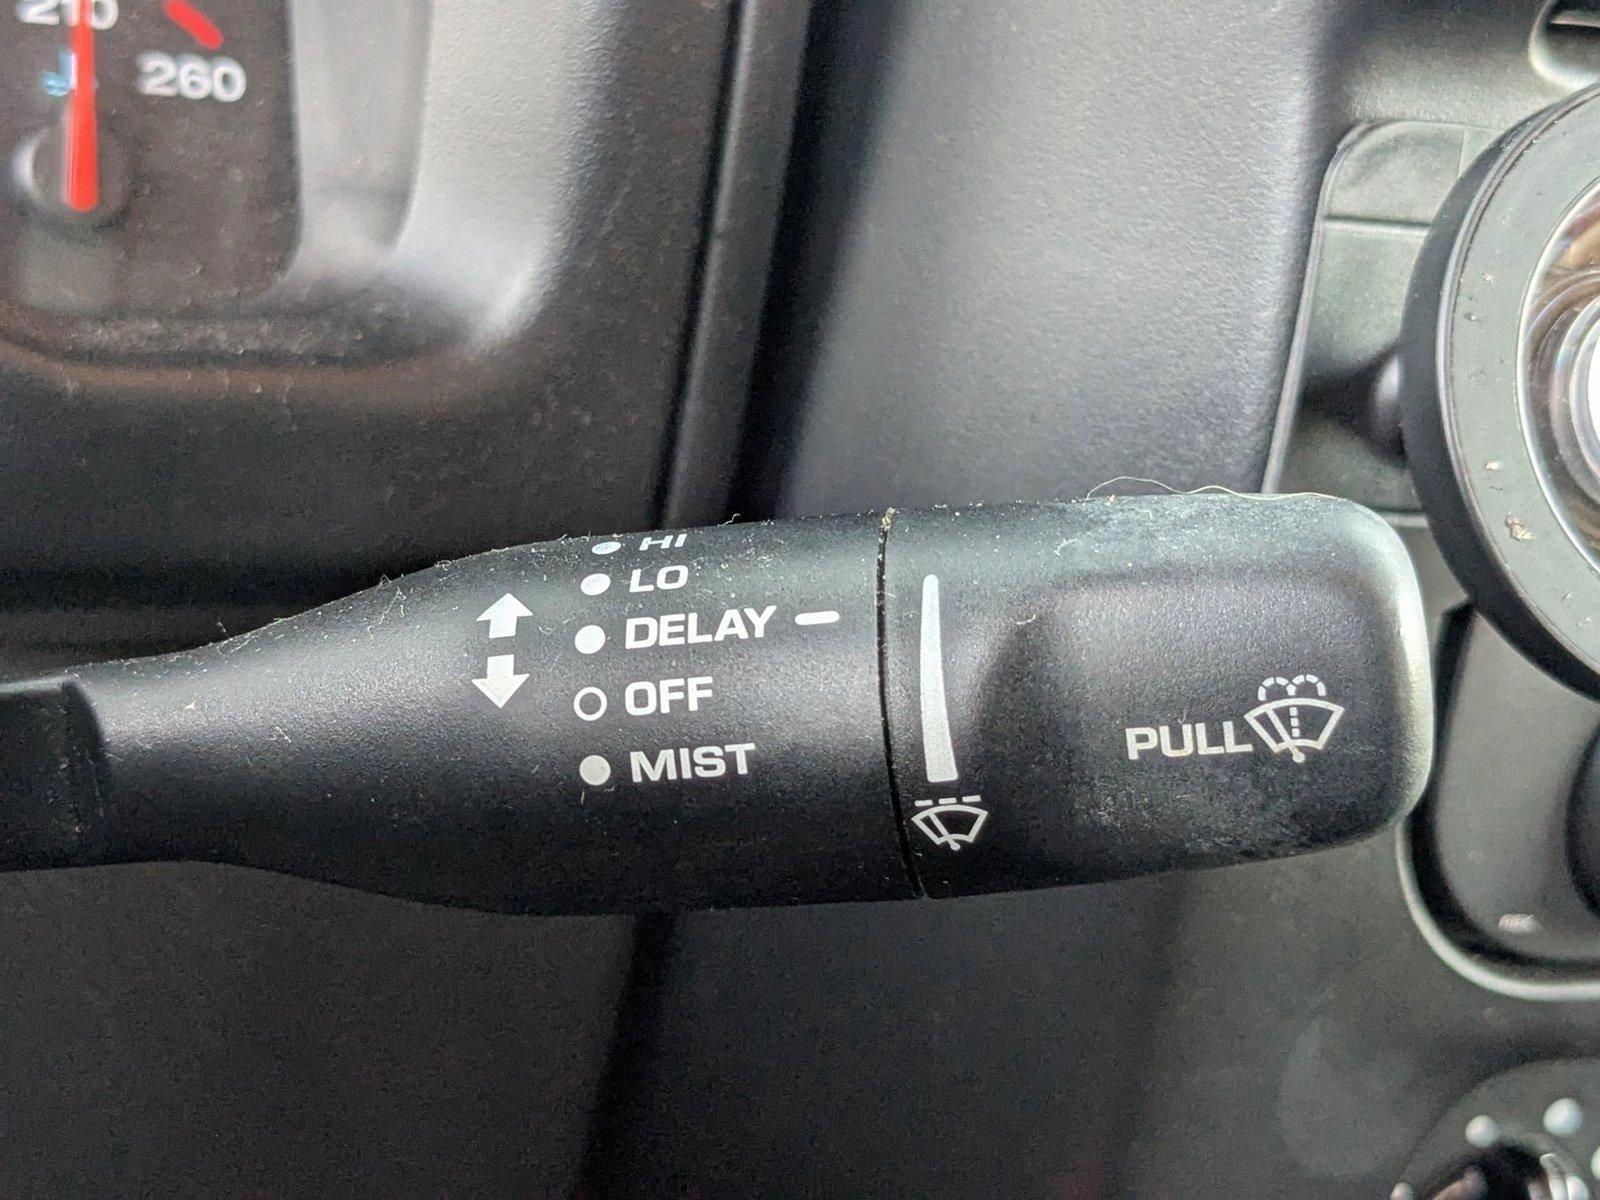 210
260
HI
LO
DELAY
OFF
MIST
PULL